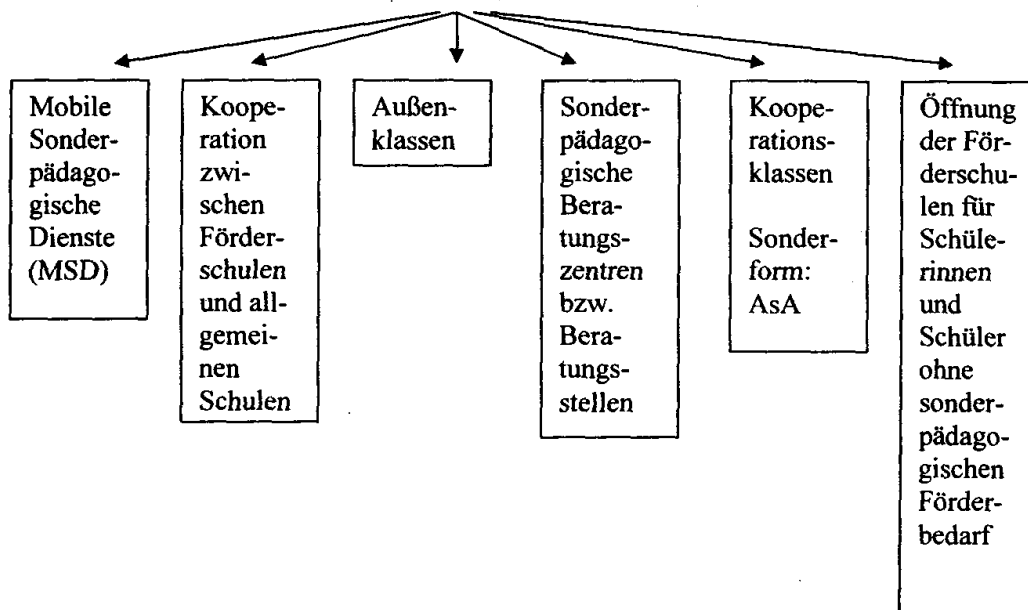 Mobile
Sonder-
pädago-
gische
Dienste
(MSD)
Koope-
ration
zwi-
schen
Förder-
schulen
und all-
gemei-
nen
Schulen
Außen-
klassen
Sonder-
pädago-
gische
Bera-
tungs-
zentren
bzw.
Bera-
tungs-
stellen
Koope-
rations-
klassen
Sonder-
form:
AsA
Öffnung
der För-
derschu-
len für
Schüle-
rinnen
und
Schüler
ohne
sonder-
pädago-
gischen
Förder-
bedarf